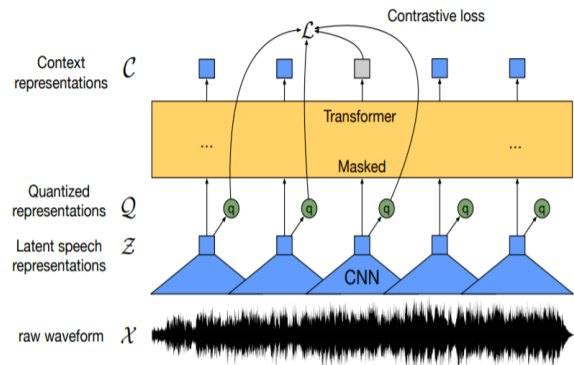 Contrastive loss
ℒ
Context
representations 𝒞
Transformer
... ...
Masked
Quantized
representations 𝒬
q q q q q
Latent speech
representations 𝒵
CNN
raw waveform 𝒳